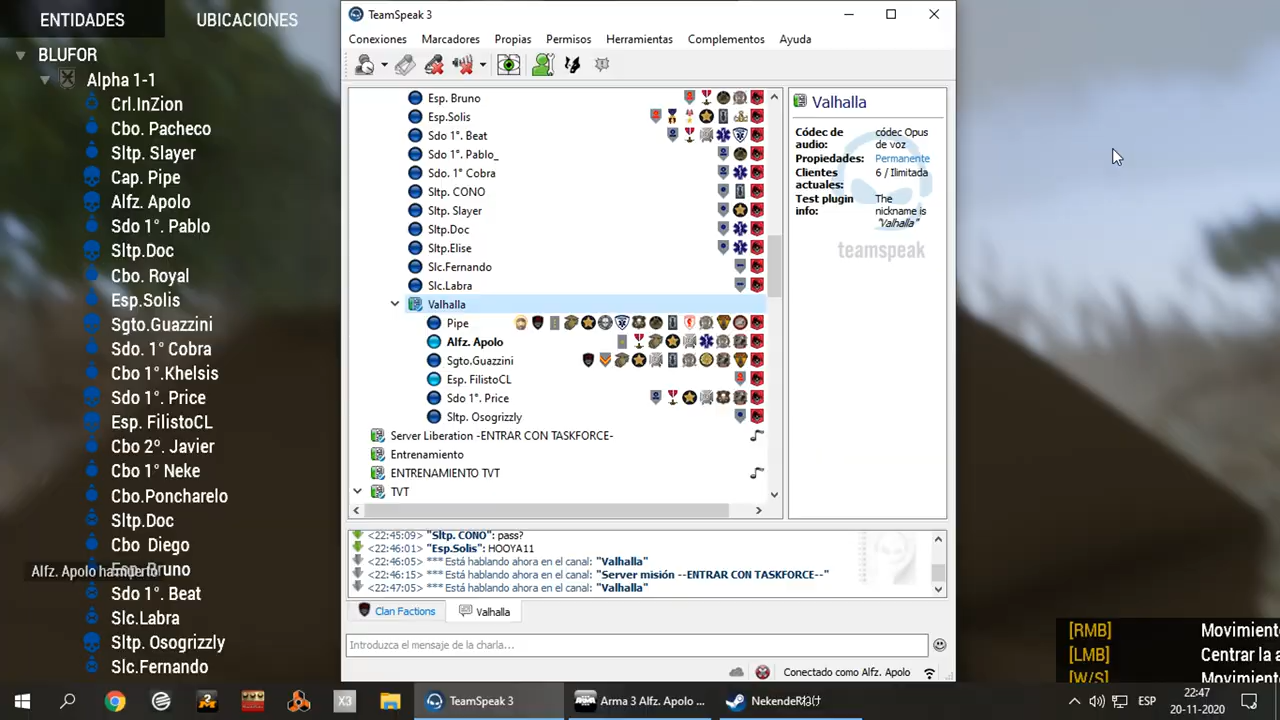 ENTIDADES
UBICACIONES
BLUFOR
Alpha 1-1
Crl.InZion
Cbo. Pacheco
Sltp. Slayer
Cap. Pipe
Alfz. Apolo
Sdo 1°. Pablo
Sltp.Doc
Cbo. Royal
Esp.Solis
Sgto.Guazzini
Sdo. 1° Cobra
Cbo 1°.Khelsis
Sdo 1°. Price
Esp. FilistoCL
Cbo 2º. Javier
Cbo 1° Neke
Cbo.Poncharelo
Sltp.Doc
Cbo Diego
Esp. Bruno
Alfz. Apolo ha muerto
Sdo 1°. Beat
Slc.Labra
Sltp. Osogrizzly
Slc.Fernando
TeamSpeak 3
Conexiones Marcadores Propias Permisos Herramientas Complementos Ayuda
Esp. Bruno
Esp.Solis
Sdo 1°. Beat
Sdo 1°. Pablo_
Sdo. 1° Cobra
Sltp. CONO
Sltp. Slayer
Sltp.Doc
Sltp.Elise
Slc.Fernando
Slc.Labra
Valhalla
Pipe
Alfz. Apolo
Sgto.Guazzini
Esp. FilistoCL
Sdo 1°. Price
Sltp. Osogrizzly
Server Liberation -ENTRAR CON TASKFORCE-
Entrenamiento
ENTRENAMIENTO TVT
TVT
Valhalla
Códec de audio: códec Opus de voz
Propiedades: Permanente
Clientes actuales: 6 / Ilimitada
Test plugin info: The nickname is "Valhalla"
teamspeak
<22:45:09> "Sltp. CONO": pass?
<22:46:01> "Esp.Solis": HOOYA11
<22:46:05> *** Está hablando ahora en el canal: "Valhalla"
<22:46:15> *** Está hablando ahora en el canal: "Server misión --ENTRAR CON TASKFORCE--"
<22:47:05> *** Está hablando ahora en el canal: "Valhalla"
Clan Factions
Valhalla
Introduzca el mensaje de la charla...
Conectado como Alfz. Apolo
[RMB] Movimiento
[LMB] Centrar la a
[W/S] Movimient
X3
TeamSpeak 3
Arma 3 Alfz. Apolo ...
ESP
22:47
20-11-2020